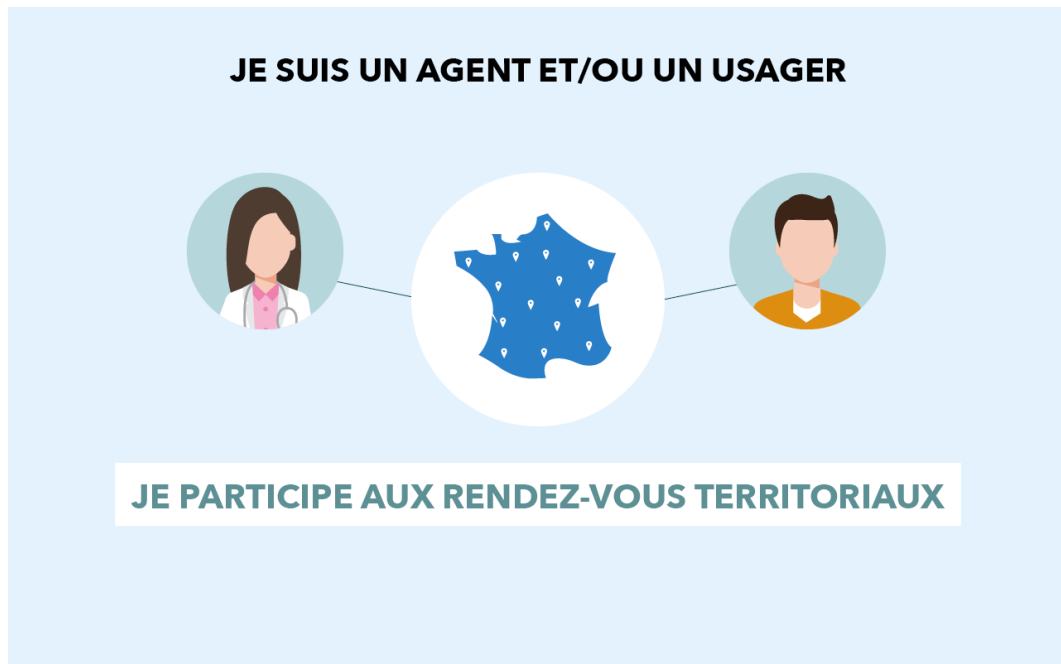 JE SUIS UN AGENT ET/OU UN USAGER
JE PARTICIPE AUX RENDEZ-VOUS TERRITORIAUX